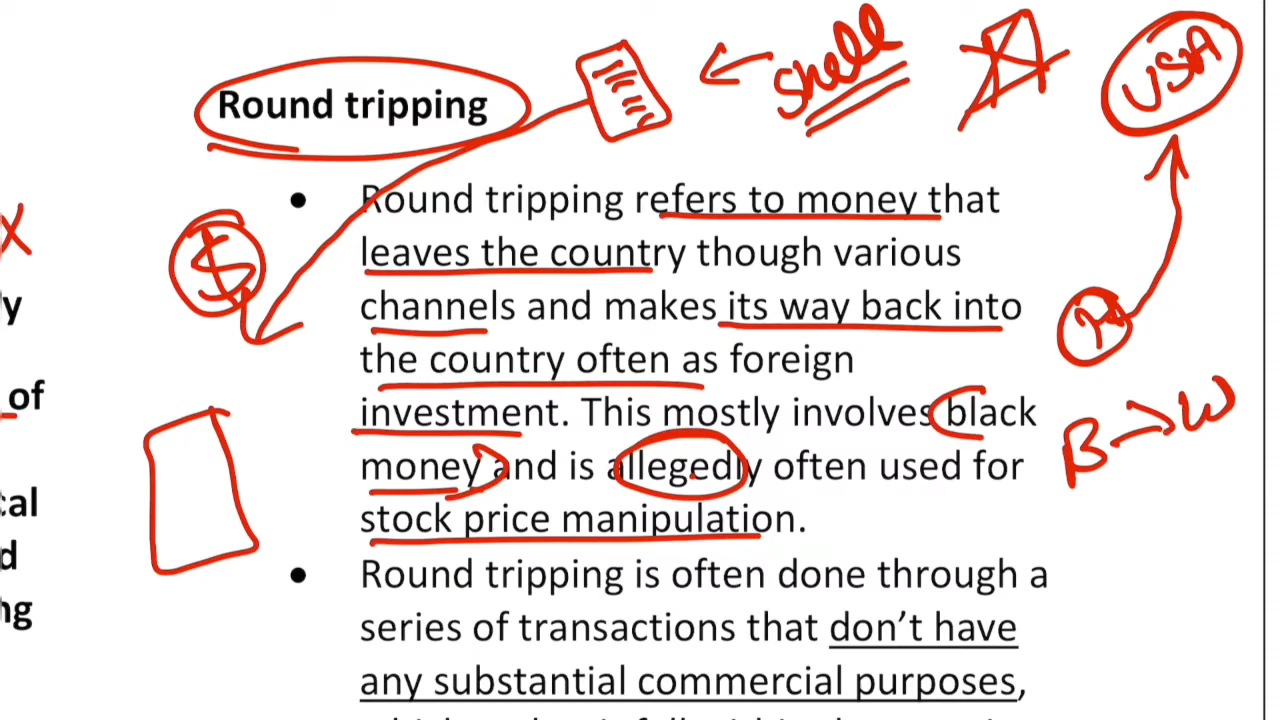 Shell
USA
Round tripping
X
$
Round tripping refers to money that
leaves the country though various
channels and makes its way back into
the country often as foreign
investment. This mostly involves black
money and is allegedly often used for
stock price manipulation.
B → W
Round tripping is often done through a
series of transactions that don’t have
any substantial commercial purposes,
y
of
cal
d
ng